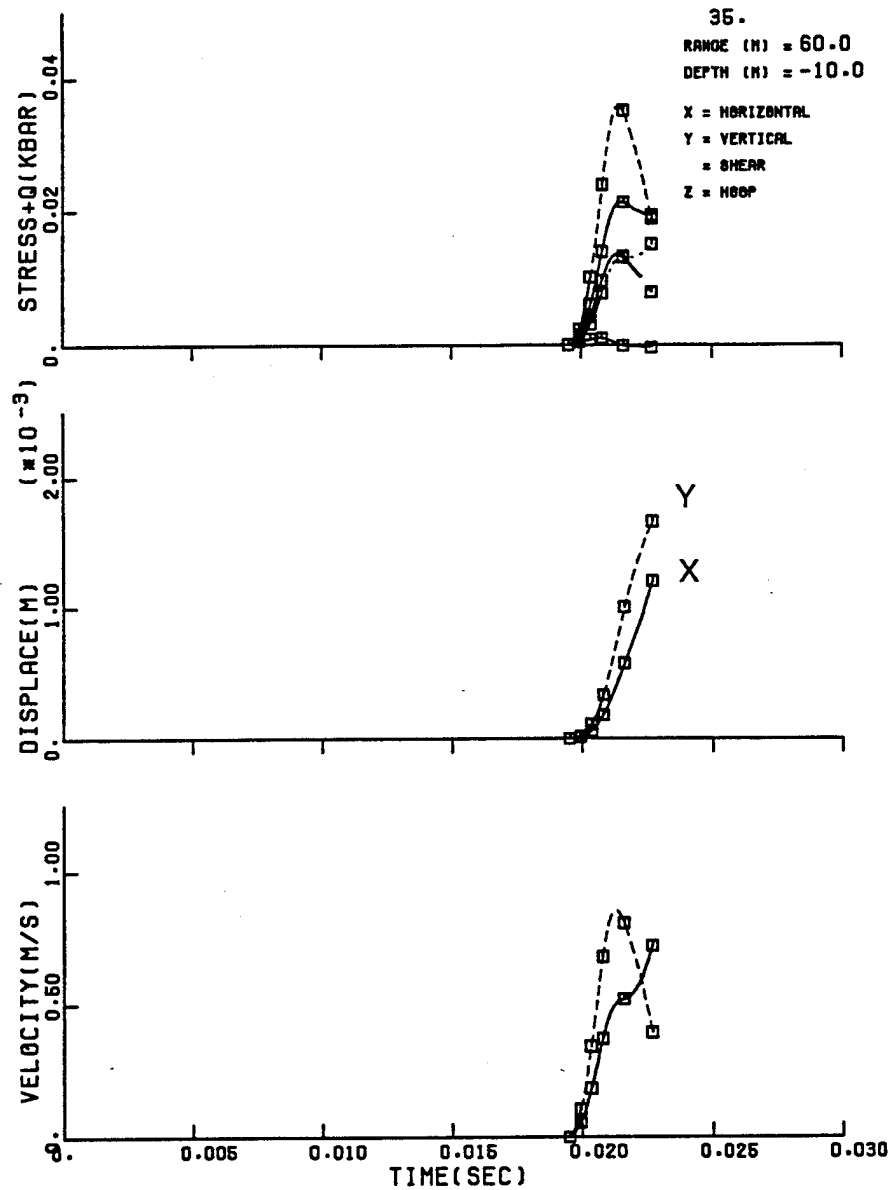 35.
RANGE (M) = 60.0
DEPTH (M) = -10.0
X = HORIZONTAL
Y = VERTICAL
= SHEAR
Z = HOOP
STRESS+Q(KBAR)
0.04
0.02
0.
DISPLACE(M) (*10⁻³)
2.00
1.00
0.
Y
X
VELOCITY(M/S)
1.00
0.50
0.
0.
0.005
0.010
0.015
0.020
0.025
0.030
TIME(SEC)